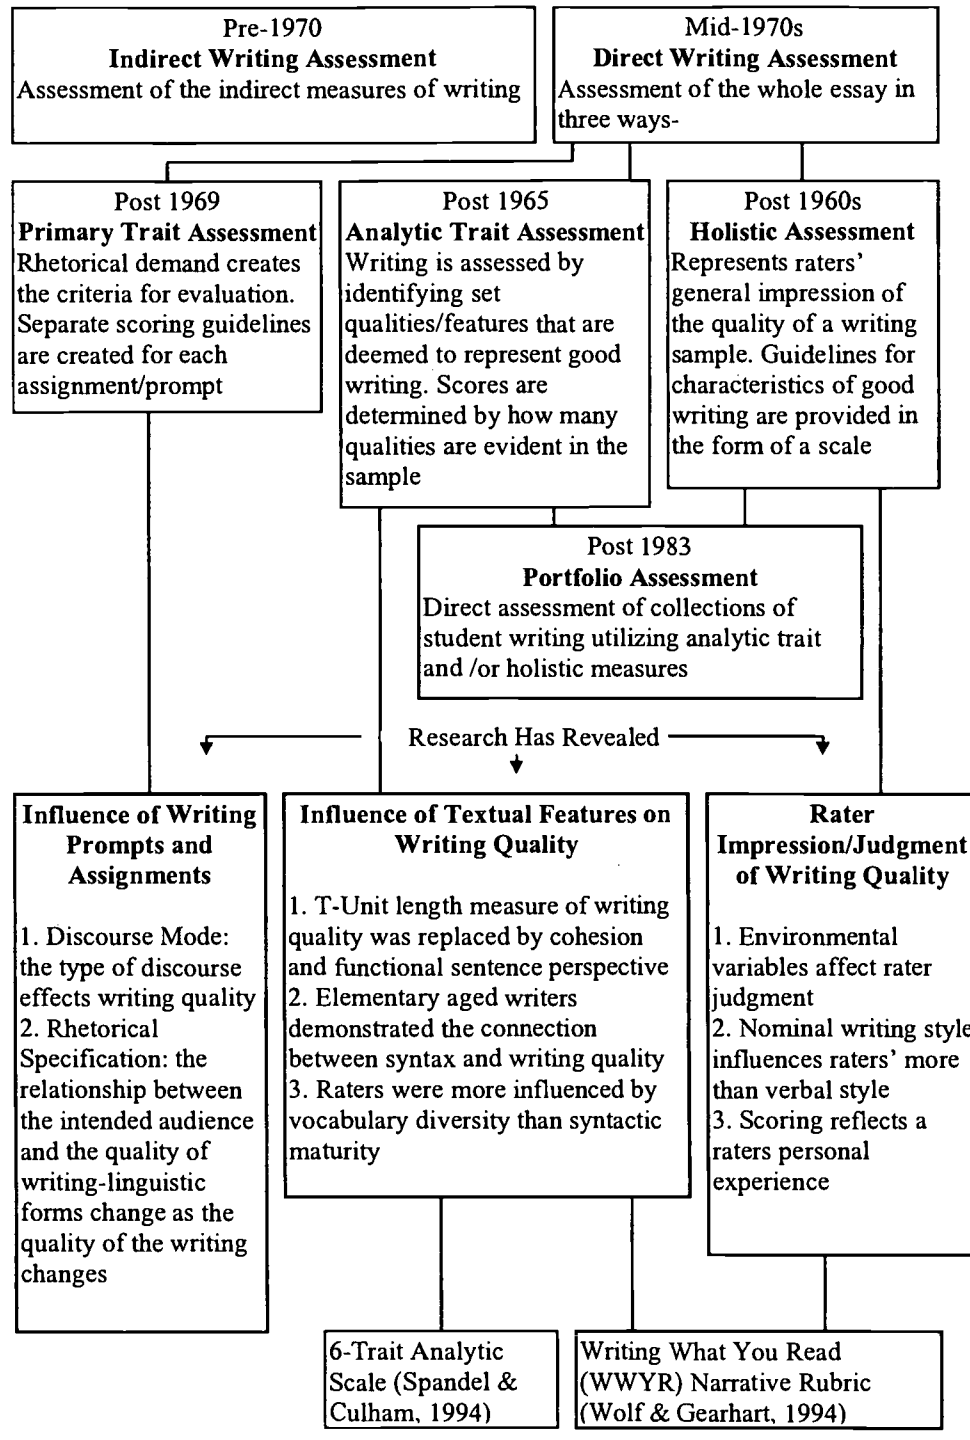 Pre-1970
Indirect Writing Assessment
Assessment of the indirect measures of writing
Mid-1970s
Direct Writing Assessment
Assessment of the whole essay in
three ways-
Post 1969
Primary Trait Assessment
Rhetorical demand creates
the criteria for evaluation.
Separate scoring guidelines
are created for each
assignment/prompt
Post 1965
Analytic Trait Assessment
Writing is assessed by
identifying set
qualities/features that are
deemed to represent good
writing. Scores are
determined by how many
qualities are evident in the
sample
Post 1960s
Holistic Assessment
Represents raters'
general impression of
the quality of a writing
sample. Guidelines for
characteristics of good
writing are provided in
the form of a scale
Post 1983
Portfolio Assessment
Direct assessment of collections of
student writing utilizing analytic trait
and /or holistic measures
Research Has Revealed
Influence of Writing
Prompts and
Assignments
1. Discourse Mode:
the type of discourse
effects writing quality
2. Rhetorical
Specification: the
relationship between
the intended audience
and the quality of
writing-linguistic
forms change as the
quality of the writing
changes
Influence of Textual Features on
Writing Quality
1. T-Unit length measure of writing
quality was replaced by cohesion
and functional sentence perspective
2. Elementary aged writers
demonstrated the connection
between syntax and writing quality
3. Raters were more influenced by
vocabulary diversity than syntactic
maturity
Rater
Impression/Judgment
of Writing Quality
1. Environmental
variables affect rater
judgment
2. Nominal writing style
influences raters' more
than verbal style
3. Scoring reflects a
raters personal
experience
6-Trait Analytic
Scale (Spandel &
Culham, 1994)
Writing What You Read
(WWYR) Narrative Rubric
(Wolf & Gearhart, 1994)